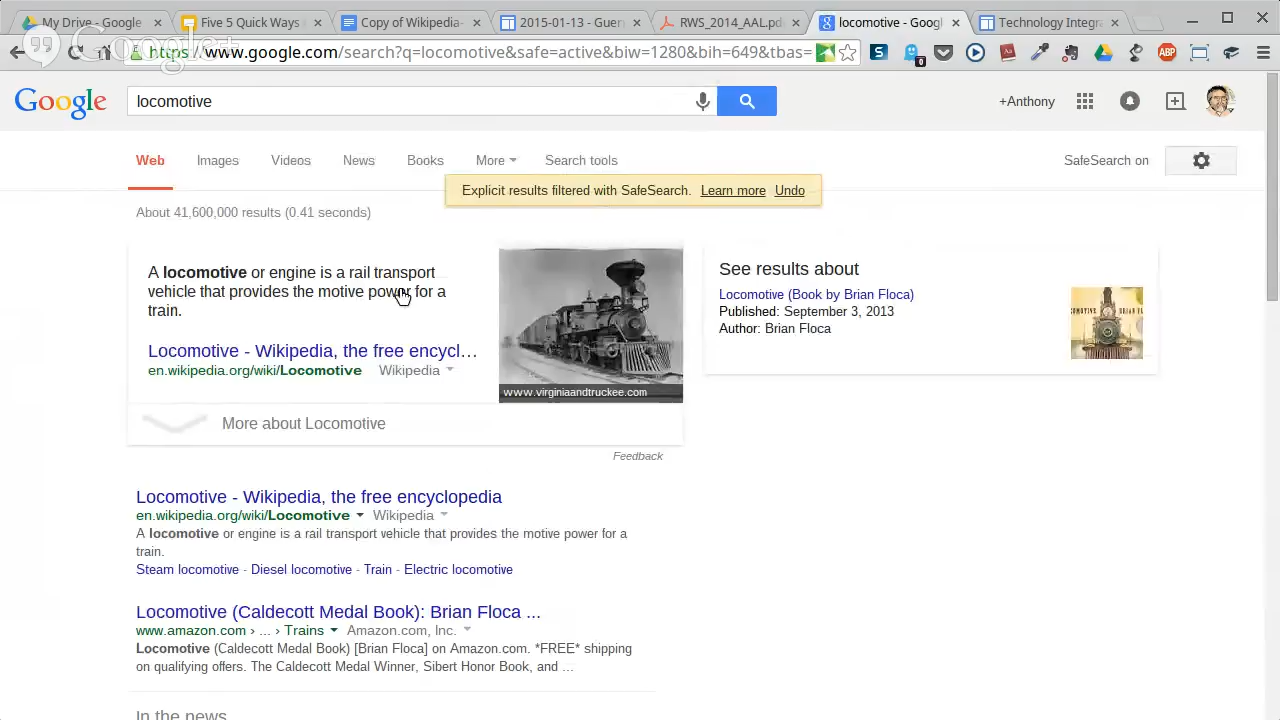 My Drive - Google
Five 5 Quick Ways
Copy of Wikipedia-
2015-01-13 - Guer
RWS_2014_AAL.pd
locomotive - Goog
Technology Integra
Google+
https://www.google.com/search?q=locomotive&safe=active&biw=1280&bih=649&tbas=
0
ABP
Google
locomotive
+Anthony
Web Images Videos News Books More Search tools
SafeSearch on
Explicit results filtered with SafeSearch. Learn more Undo
About 41,600,000 results (0.41 seconds)
A locomotive or engine is a rail transport
vehicle that provides the motive power for a
train.
Locomotive - Wikipedia, the free encycl...
en.wikipedia.org/wiki/Locomotive Wikipedia
www.virginiaandtruckee.com
More about Locomotive
Feedback
See results about
Locomotive (Book by Brian Floca)
Published: September 3, 2013
Author: Brian Floca
Locomotive - Wikipedia, the free encyclopedia
en.wikipedia.org/wiki/Locomotive Wikipedia
A locomotive or engine is a rail transport vehicle that provides the motive power for a
train.
Steam locomotive - Diesel locomotive - Train - Electric locomotive
Locomotive (Caldecott Medal Book): Brian Floca ...
www.amazon.com › ... › Trains Amazon.com, Inc.
Locomotive (Caldecott Medal Book) [Brian Floca] on Amazon.com. *FREE* shipping
on qualifying offers. The Caldecott Medal Winner, Sibert Honor Book, and ...
In the news